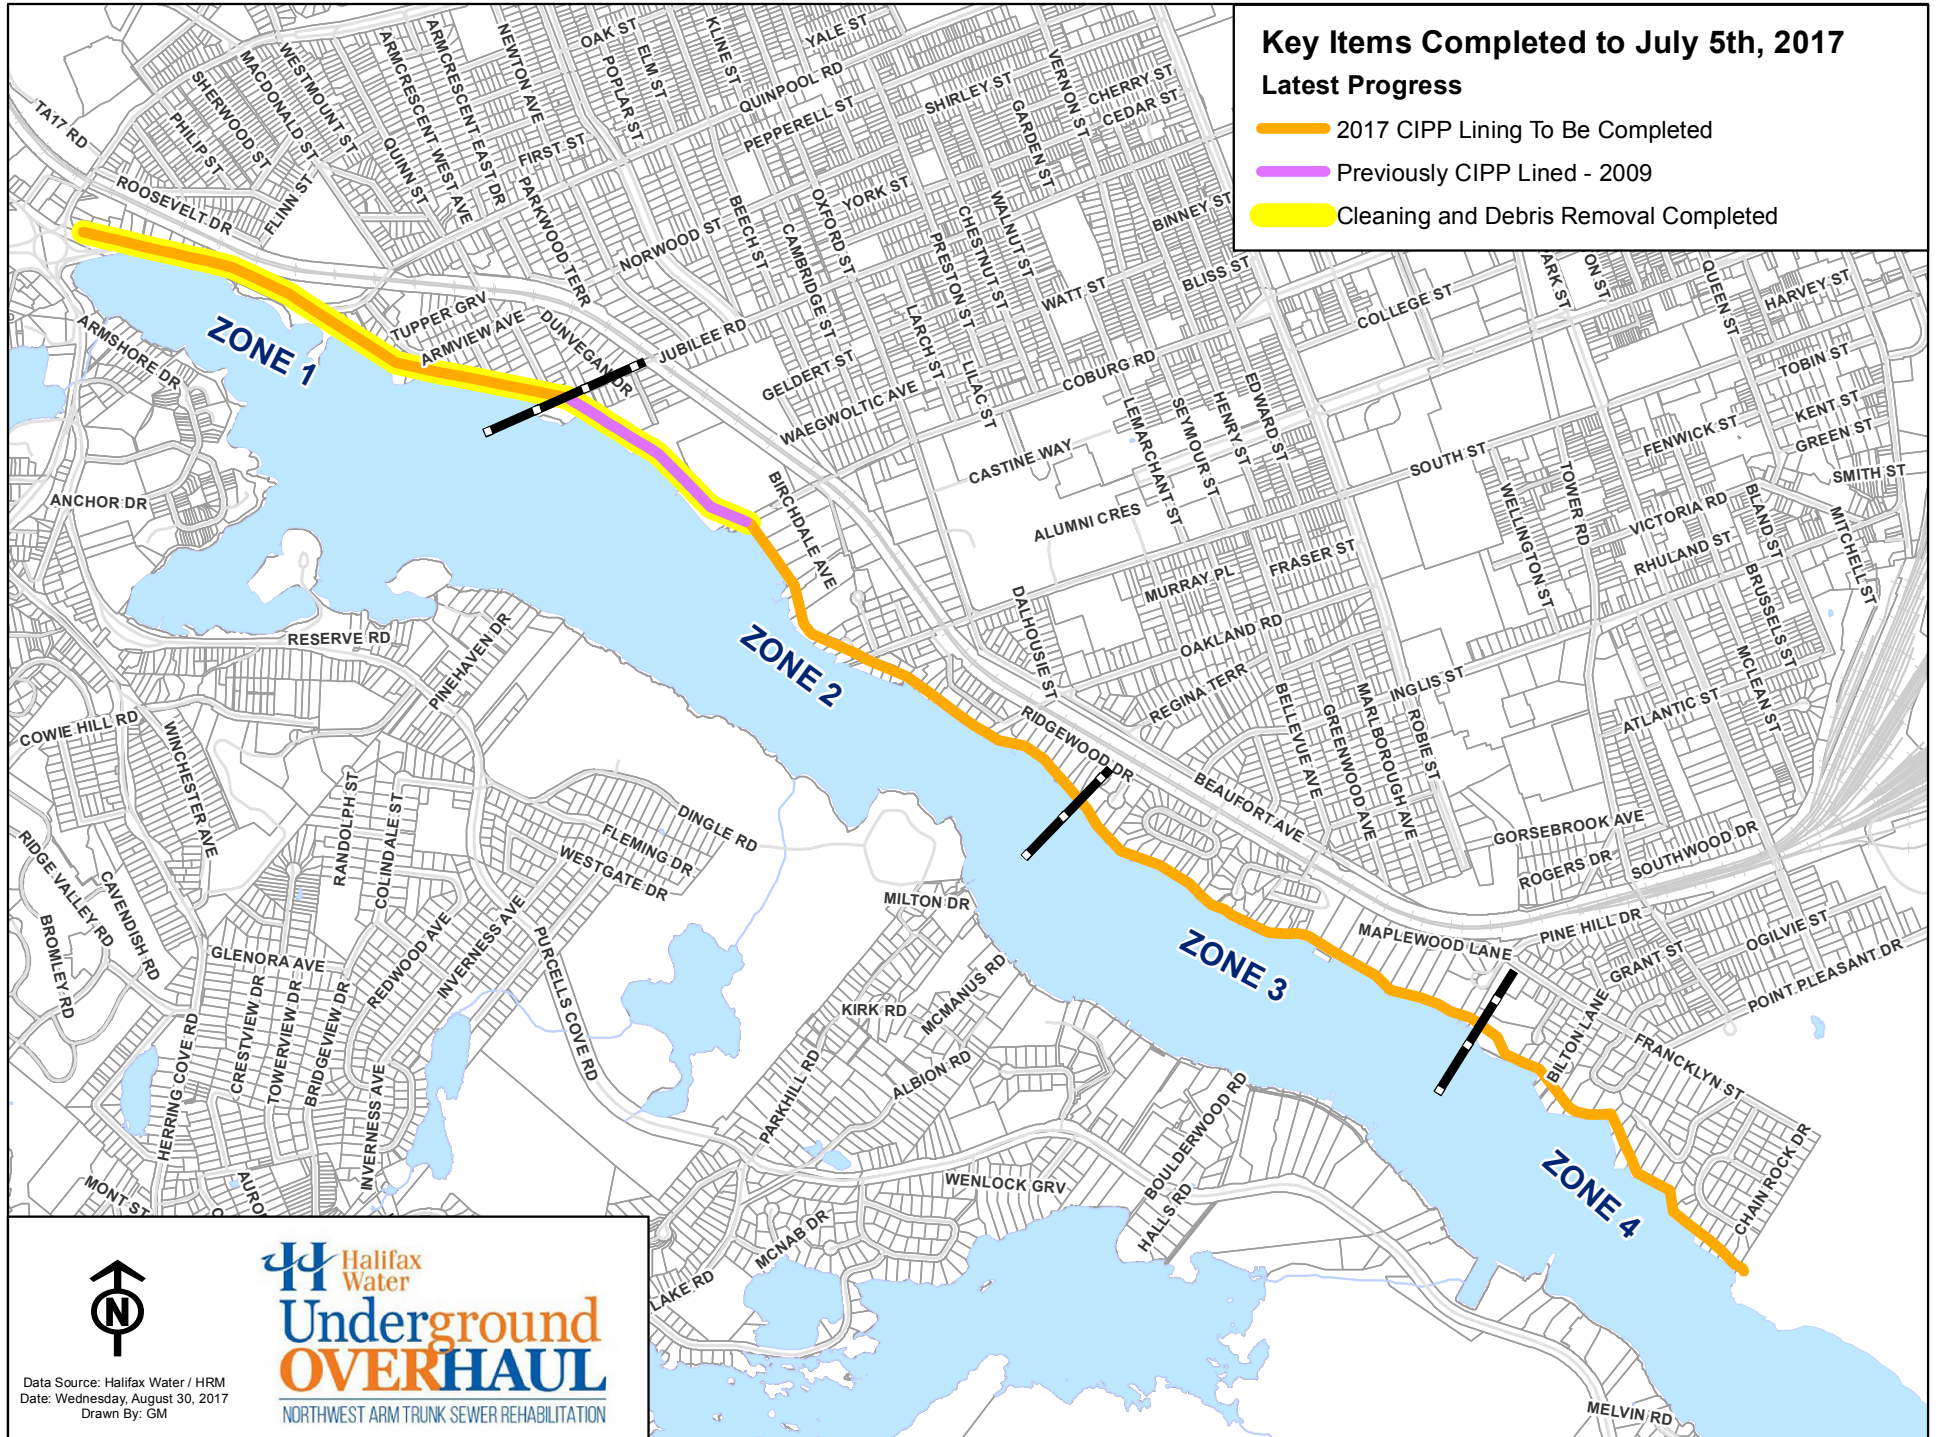 Key Items Completed to July 5th, 2017
Latest Progress
2017 CIPP Lining To Be Completed
Previously CIPP Lined - 2009
Cleaning and Debris Removal Completed
TA17 RD
SHERWOOD ST
MACDONALD ST
WESTMOUNT ST
PHILIP ST
FLINN ST
QUINN ST
ARMCRESCENT WEST AVE
ARMCRESCENT EAST DR
NEWTON AVE
OAK ST
POPLAR ST
ELM ST
KLINE ST
YALE ST
QUINPOOL RD
PEPPERELL ST
FIRST ST
PARKWOOD TERR
ROOSEVELT DR
NORWOOD ST
BEECH ST
CAMBRIDGE ST
OXFORD ST
YORK ST
SHIRLEY ST
GARDEN ST
VERNON ST
CHERRY ST
CEDAR ST
WALNUT ST
CHESTNUT ST
PRESTON ST
BINNEY ST
BLISS ST
WATT ST
LARCH ST
LILAC ST
COLLEGE ST
PARK ST
TON ST
QUEEN ST
HARVEY ST
TOBIN ST
KENT ST
GREEN ST
SMITH ST
FENWICK ST
TUPPER GRV
ARMVIEW AVE
DUNVEGAN DR
JUBILEE RD
GELDERT ST
WAEGWOLTIC AVE
COBURG RD
ZONE 1
ARMSHORE DR
ANCHOR DR
BIRCHDALE AVE
CASTINE WAY
ALUMNI CRES
LEMARCHANT ST
SEYMOUR ST
HENRY ST
EDWARD ST
SOUTH ST
WELLINGTON ST
TOWER RD
VICTORIA RD
BLAND ST
MITCHELL ST
RHULAND ST
BRUSSELS ST
MCLEAN ST
MURRAY PL
FRASER ST
OAKLAND RD
DALHOUSIE ST
REGINA TERR
INGLIS ST
ATLANTIC ST
RESERVE RD
PINEHAVEN DR
ZONE 2
RIDGEWOOD DR
BEAUFORT AVE
BELLEVUE AVE
GREENWOOD AVE
MARLBOROUGH AVE
ROBIE ST
GORSEBROOK AVE
ROGERS DR
SOUTHWOOD DR
COWIE HILL RD
WINCHESTER AVE
RANDOLPH ST
COLINDALE ST
FLEMING DR
WESTGATE DR
DINGLE RD
RIDGE VALLEY RD
CAVENDISH RD
BROMLEY RD
GLENORA AVE
CRESTVIEW DR
TOWERVIEW DR
BRIDGEVIEW DR
REDWOOD AVE
INVERNESS AVE
PURCELLS COVE RD
HERRING COVE RD
INVERNESS AVE
MILTON DR
KIRK RD
MCMANUS RD
ALBION RD
PARKHILL RD
ZONE 3
MAPLEWOOD LANE
PINE HILL DR
GRANT ST
OGILVIE ST
POINT PLEASANT DR
BILTON LANE
FRANCKLYN ST
CHAIN ROCK DR
ZONE 4
MONT ST
AURO
WENLOCK GRV
BOULDERWOOD RD
HALLS RD
MCNAB DR
LAKE RD
MELVIN RD
N
Data Source: Halifax Water / HRM
Date: Wednesday, August 30, 2017
Drawn By: GM
Halifax
Water
Underground
OVERHAUL
NORTHWEST ARM TRUNK SEWER REHABILITATION